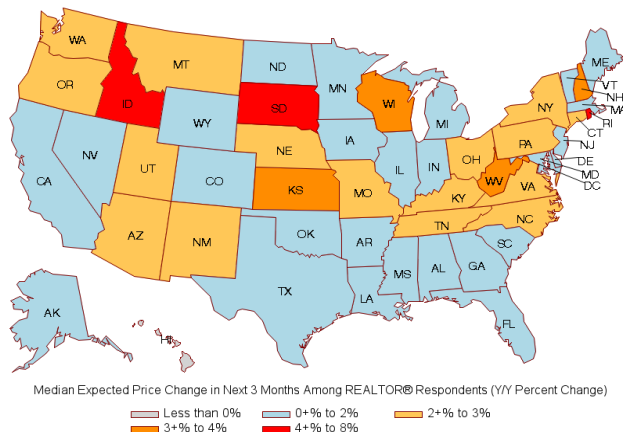 WA
MT
ND
ME
OR
MN
VT
NH
ID
SD
WI
MA
WY
MI
NY
RI
CT
IA
PA
NJ
NE
NV
OH
UT
IL
IN
DE
CA
CO
WV
VA
MD
DC
KS
MO
KY
NC
TN
AZ
NM
OK
AR
SC
MS
AL
GA
TX
LA
AK
FL
HI
Median Expected Price Change in Next 3 Months Among REALTOR® Respondents (Y/Y Percent Change)
Less than 0% 0+% to 2% 2+% to 3%
3+% to 4% 4+% to 8%